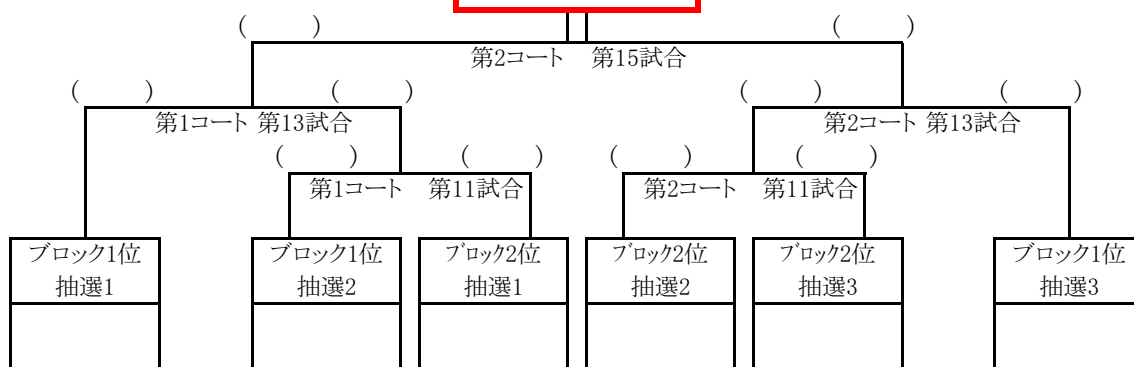 ( ) ( )
第2コート 第15試合
( ) ( ) ( ) ( )
第1コート 第13試合 第2コート 第13試合
( ) ( ) ( ) ( )
第1コート 第11試合 第2コート 第11試合
ブロック1位 ブロック1位 ブロック2位 ブロック2位 ブロック2位 ブロック1位
抽選1 抽選2 抽選1 抽選2 抽選3 抽選3